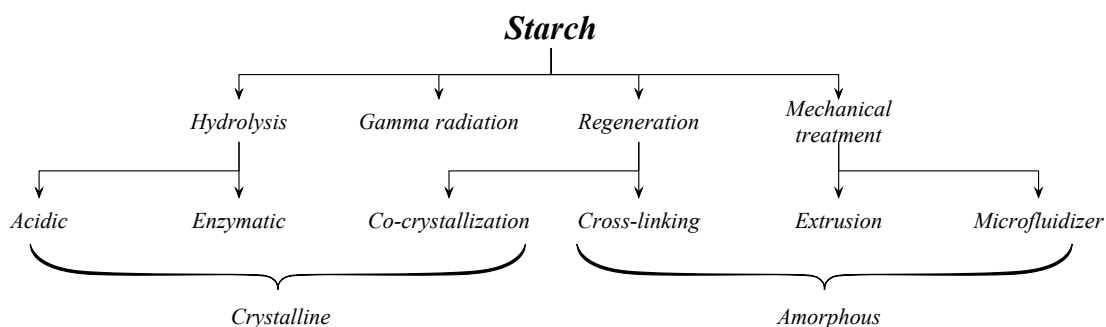 Starch
Hydrolysis
Gamma radiation
Regeneration
Mechanical
treatment
Acidic
Enzymatic
Co-crystallization
Cross-linking
Extrusion
Microfluidizer
Crystalline
Amorphous